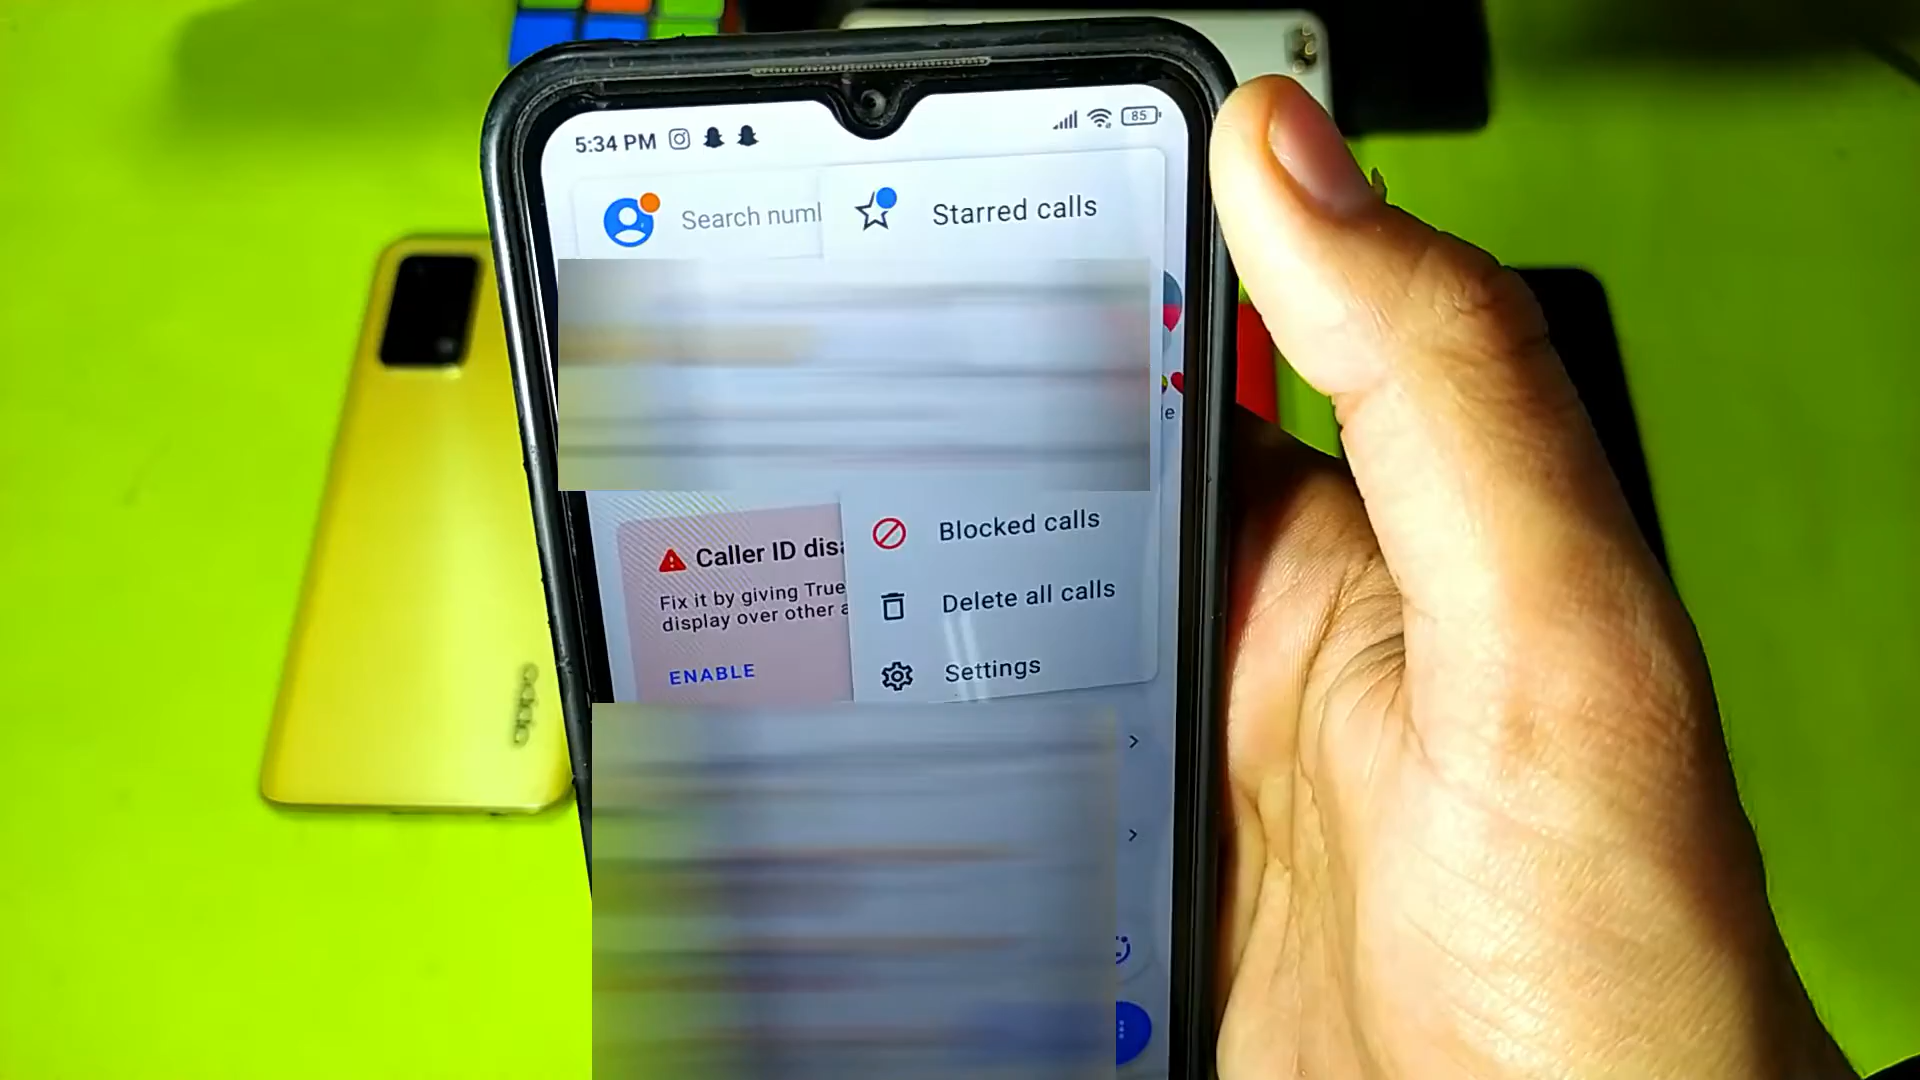 5:34 PM
85
Search numl
Starred calls
Blocked calls
Caller ID disa
Delete all calls
Fix it by giving True
display over other a
ENABLE
Settings
oppo